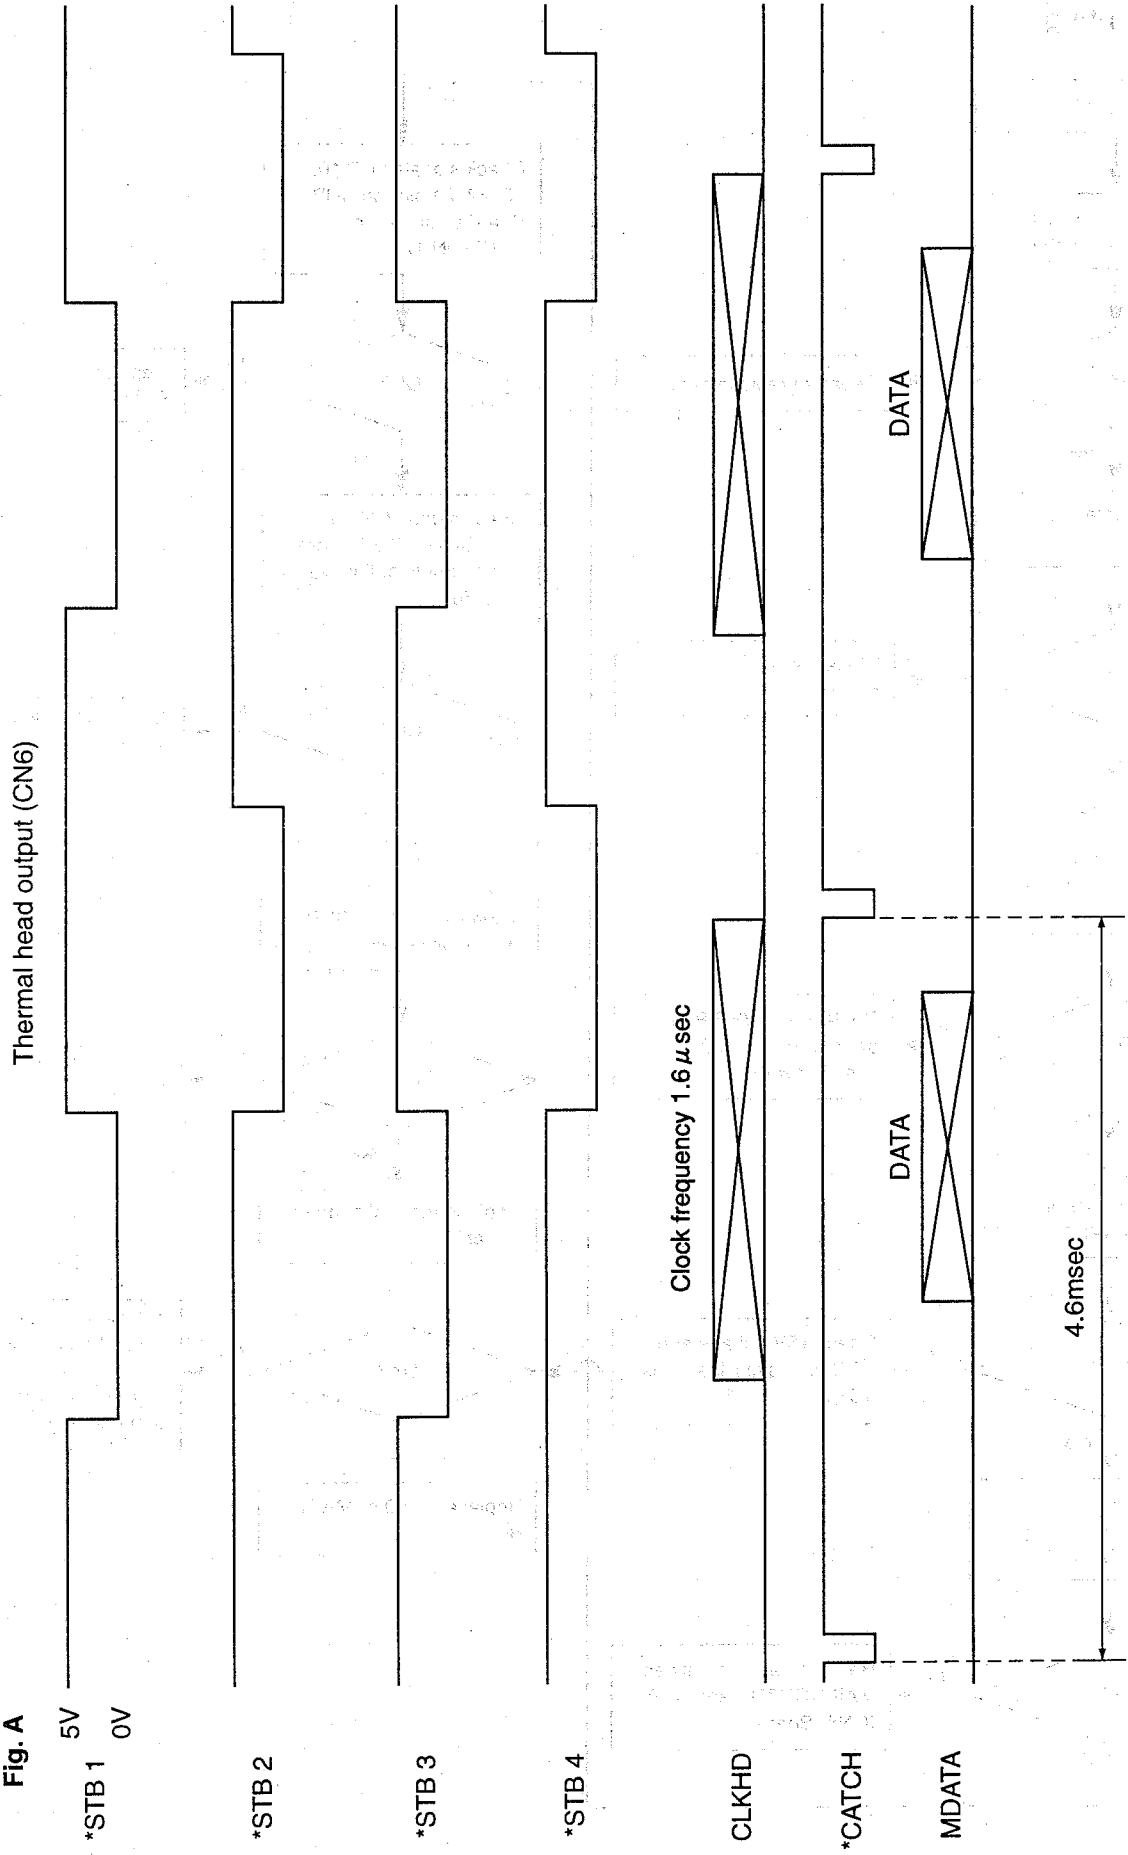 Fig. A
Thermal head output (CN6)
5V
0V
*STB 1
*STB 2
*STB 3
*STB 4
Clock frequency 1.6 μsec
CLKHD
*CATCH
DATA
DATA
MDATA
4.6msec